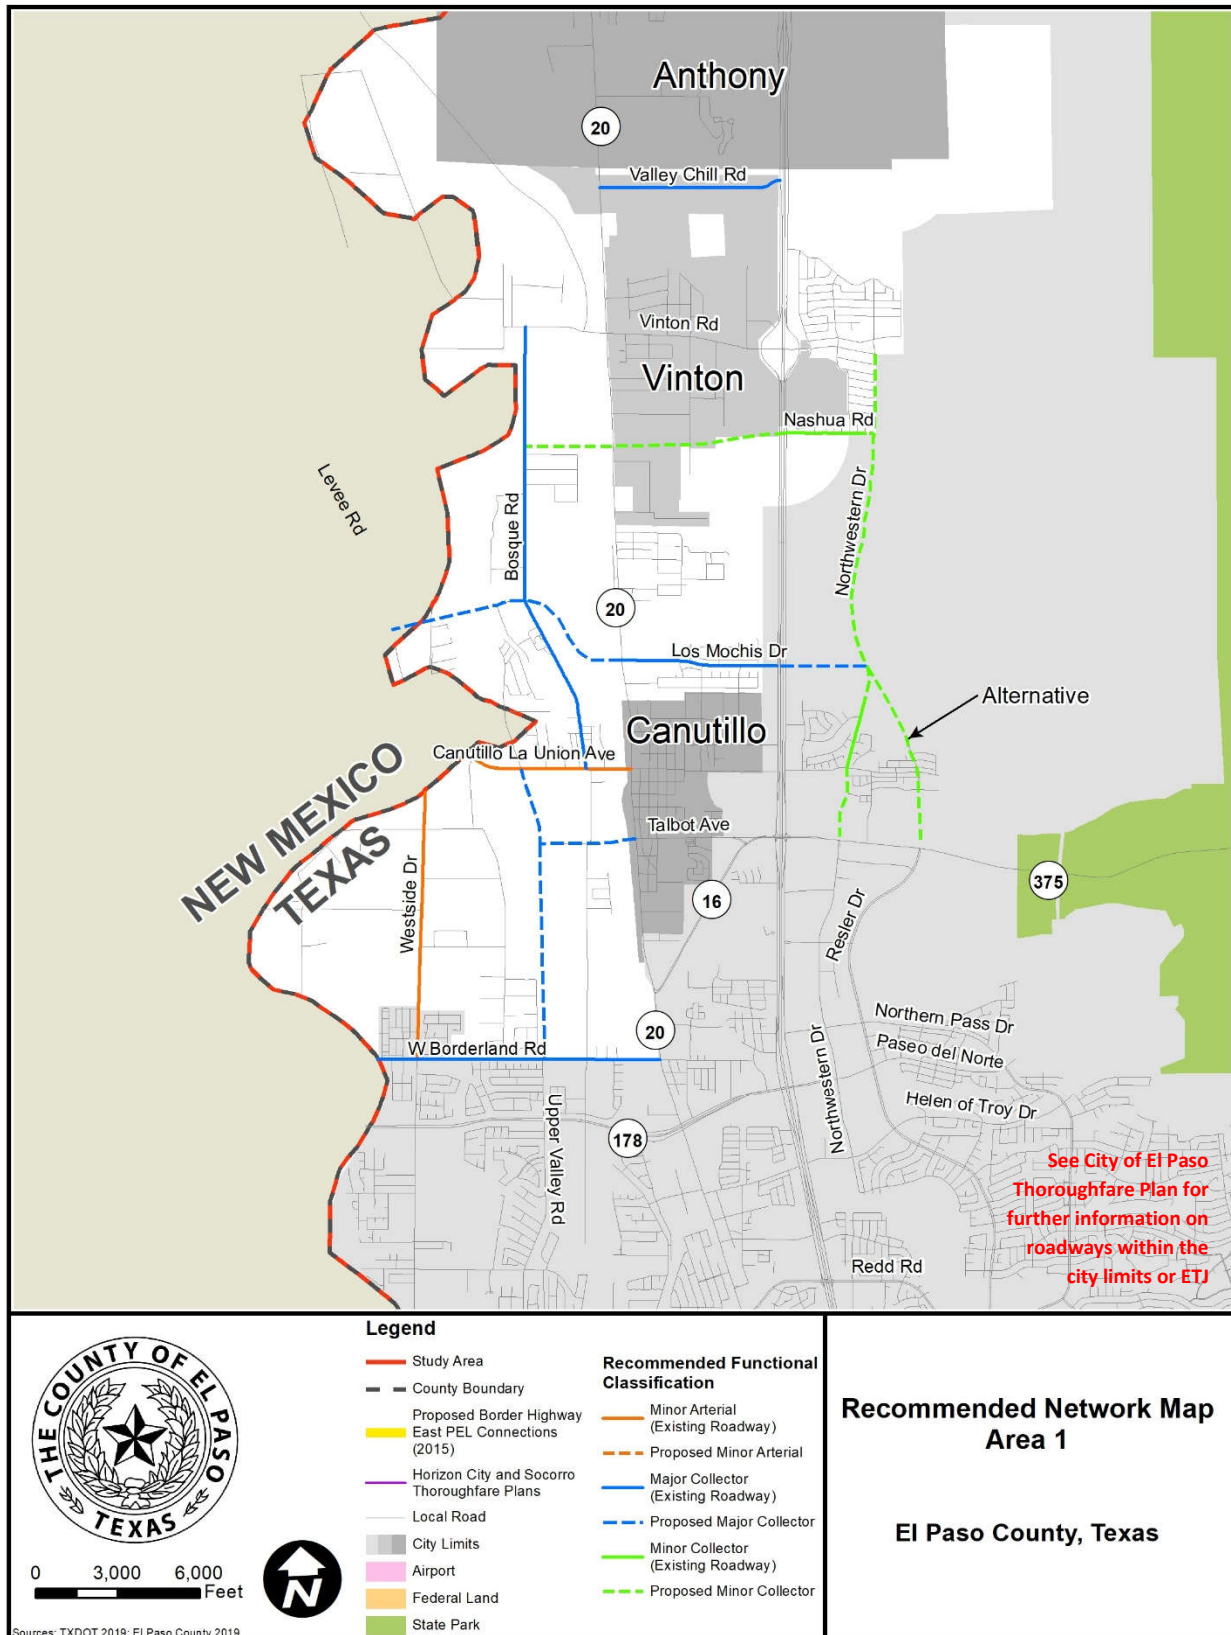 Anthony
20
Valley Chill Rd
Vinton Rd
Vinton
Nashua Rd
Levee Rd
Bosque Rd
Northwestern Dr
20
Los Mochis Dr
Alternative
Canutillo
Canutillo La Union Ave
NEW MEXICO
TEXAS
Talbot Ave
375
16
Westside Dr
Resler Dr
Northern Pass Dr
20
Paseo del Norte
W Borderland Rd
Northwestern Dr
Helen of Troy Dr
Upper Valley Rd
178
See City of El Paso
Thoroughfare Plan for
further information on
roadways within the
city limits or ETJ
Redd Rd
THE COUNTY OF EL PASO
TEXAS
0 3,000 6,000
Feet
N
Sources: TXDOT 2019; El Paso County 2019
Legend
Study Area
County Boundary
Proposed Border Highway
East PEL Connections
(2015)
Horizon City and Socorro
Thoroughfare Plans
Local Road
City Limits
Airport
Federal Land
State Park
Recommended Functional
Classification
Minor Arterial
(Existing Roadway)
Proposed Minor Arterial
Major Collector
(Existing Roadway)
Proposed Major Collector
Minor Collector
(Existing Roadway)
Proposed Minor Collector
Recommended Network Map
Area 1
El Paso County, Texas